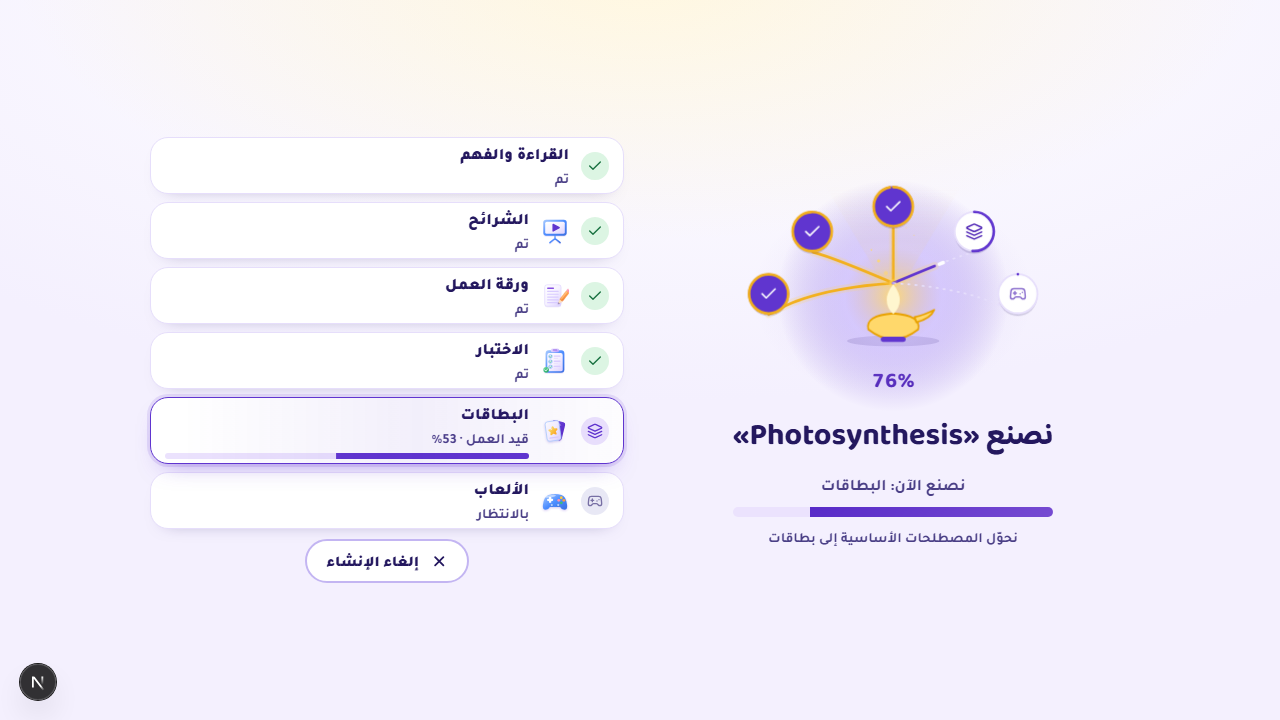 76%
نصنع «Photosynthesis»
نصنع الآن: البطاقات
نحوّل المصطلحات الأساسية إلى بطاقات
القراءة والفهم
تم
الشرائح
تم
ورقة العمل
تم
الاختبار
تم
البطاقات
قيد العمل · 53%
الألعاب
بالانتظار
إلغاء الإنشاء
N